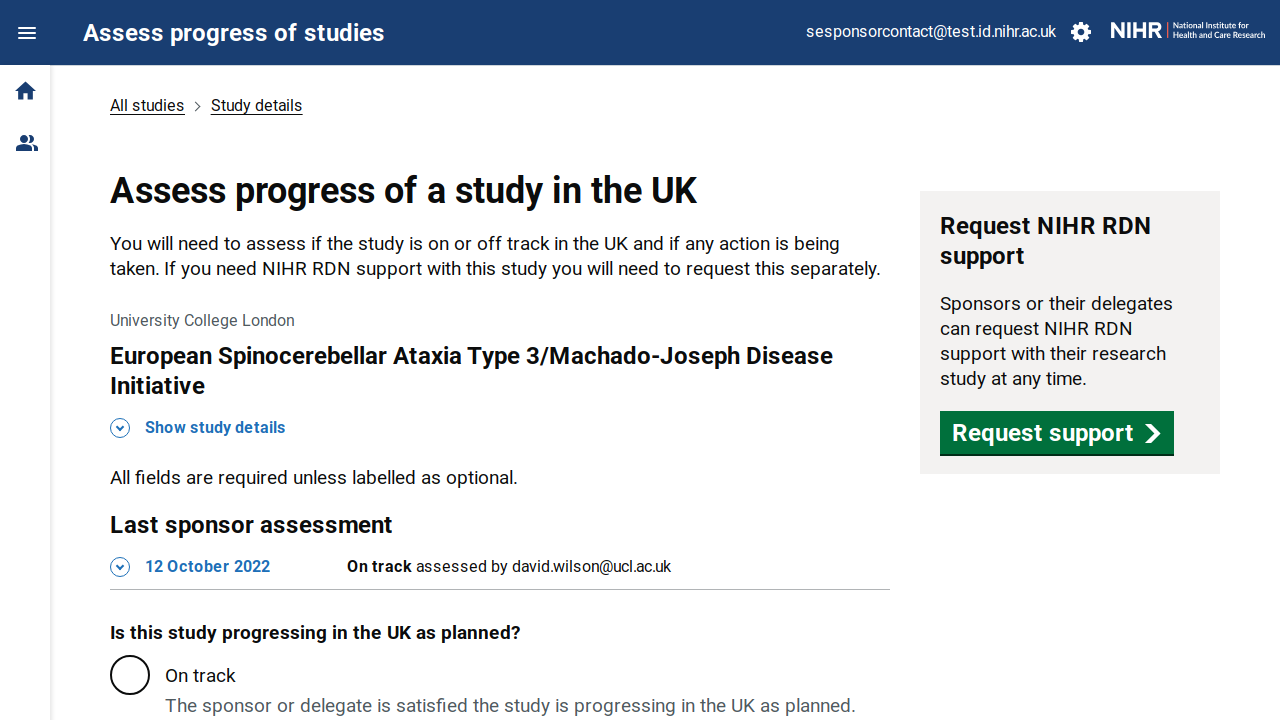 Assess progress of studies
sesponsorcontact@test.id.nihr.ac.uk
NIHR
National Institute for
Health and Care Research
All studies
Study details
Assess progress of a study in the UK
You will need to assess if the study is on or off track in the UK and if any action is being
taken. If you need NIHR RDN support with this study you will need to request this separately.
University College London
European Spinocerebellar Ataxia Type 3/Machado-Joseph Disease
Initiative
Show study details
All fields are required unless labelled as optional.
Last sponsor assessment
12 October 2022
On track assessed by david.wilson@ucl.ac.uk
Is this study progressing in the UK as planned?
On track
The sponsor or delegate is satisfied the study is progressing in the UK as planned.
Request NIHR RDN
support
Sponsors or their delegates
can request NIHR RDN
support with their research
study at any time.
Request support